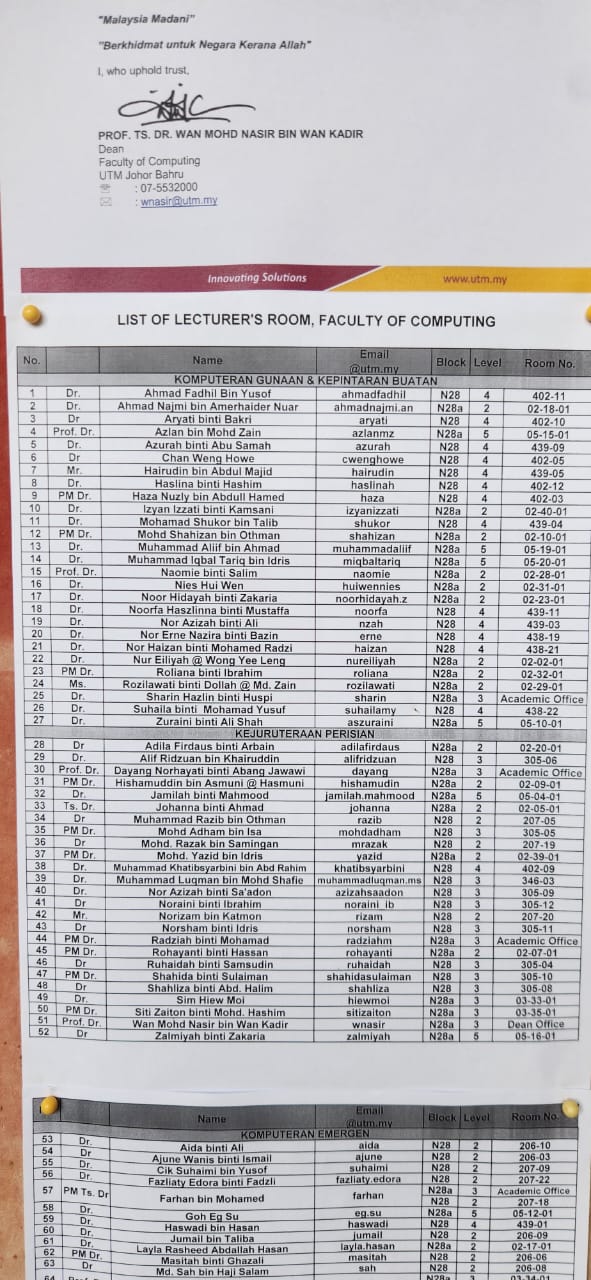 "Malaysia Madani"
"Berkhidmat untuk Negara Kerana Allah"
I, who uphold trust,
PROF. TS. DR. WAN MOHD NASIR BIN WAN KADIR
Dean
Faculty of Computing
UTM Johor Bahru
: 07-5532000
: wnasir@utm.my
Innovating Solutions www.utm.my
LIST OF LECTURER'S ROOM, FACULTY OF COMPUTING
No. Name Email @utm.my Block Level Room No.
KOMPUTERAN GUNAAN & KEPINTARAN BUATAN
1 Dr. Ahmad Fadhil Bin Yusof ahmadfadhil N28 4 402-11
2 Dr. Ahmad Najmi bin Amerhaider Nuar ahmadnajmi.an N28a 2 02-18-01
3 Dr Aryati binti Bakri aryati N28 4 402-10
4 Prof. Dr. Azlan bin Mohd Zain azlanmz N28a 5 05-15-01
5 Dr. Azurah binti Abu Samah azurah N28 4 439-09
6 Dr Chan Weng Howe cwenghowe N28 4 402-05
7 Mr. Hairudin bin Abdul Majid hairudin N28 4 439-05
8 Dr. Haslina binti Hashim haslinah N28 4 402-12
9 PM Dr. Haza Nuzly bin Abdull Hamed haza N28 4 402-03
10 Dr. Izyan Izzati binti Kamsani izyanizzati N28a 2 02-40-01
11 Dr. Mohamad Shukor bin Talib shukor N28 4 439-04
12 PM Dr. Mohd Shahizan bin Othman shahizan N28a 2 02-10-01
13 Dr. Muhammad Aliif bin Ahmad muhammadaliif N28a 5 05-19-01
14 Dr. Muhammad Iqbal Tariq bin Idris miqbaltariq N28a 5 05-20-01
15 Prof. Dr. Naomie binti Salim naomie N28a 2 02-28-01
16 Dr. Nies Hui Wen huiwennies N28a 2 02-31-01
17 Dr. Noor Hidayah binti Zakaria noorhidayah.z N28a 2 02-23-01
18 Dr. Noorfa Haszlinna binti Mustaffa noorfa N28 4 439-11
19 Dr. Nor Azizah binti Ali nzah N28 4 439-03
20 Dr. Nor Erne Nazira binti Bazin erne N28 4 438-19
21 Dr. Nor Haizan binti Mohamed Radzi haizan N28 4 438-21
22 Dr. Nur Eiliyah @ Wong Yee Leng nureiliyah N28a 2 02-02-01
23 PM Dr. Roliana binti Ibrahim roliana N28a 2 02-32-01
24 Ms. Rozilawati binti Dollah @ Md. Zain rozilawati N28a 2 02-29-01
25 Dr. Sharin Hazlin binti Huspi sharin N28a 3 Academic Office
26 Dr. Suhaila binti Mohamad Yusuf suhailamy N28 4 438-22
27 Dr. Zuraini binti Ali Shah aszuraini N28a 5 05-10-01
KEJURUTERAAN PERISIAN
28 Dr Adila Firdaus binti Arbain adilafirdaus N28a 2 02-20-01
29 Dr. Alif Ridzuan bin Khairuddin alifridzuan N28 3 305-06
30 Prof. Dr. Dayang Norhayati binti Abang Jawawi dayang N28a 3 Academic Office
31 PM Dr. Hishamuddin bin Asmuni @ Hasmuni hishamudin N28a 2 02-09-01
32 Dr. Jamilah binti Mahmood jamilah.mahmood N28a 5 05-04-01
33 Ts. Dr. Johanna binti Ahmad johanna N28a 2 02-05-01
34 Dr Muhammad Razib bin Othman razib N28 2 207-05
35 PM Dr. Mohd Adham bin Isa mohdadham N28 3 305-05
36 Dr Mohd. Razak bin Samingan mrazak N28 2 207-19
37 PM Dr. Mohd. Yazid bin Idris yazid N28a 2 02-39-01
38 Dr. Muhammad Khatibsyarbini bin Abd Rahim khatibsyarbini N28 4 402-09
39 Dr. Muhammad Luqman bin Mohd Shafie muhammadluqman.ms N28 3 346-03
40 Dr. Nor Azizah binti Sa'adon azizahsaadon N28 3 305-09
41 Dr Noraini binti Ibrahim noraini_ib N28 3 305-12
42 Mr. Norizam bin Katmon rizam N28 2 207-20
43 Dr Norsham binti Idris norsham N28 3 305-11
44 PM Dr. Radziah binti Mohamad radziahm N28a 3 Academic Office
45 PM Dr. Rohayanti binti Hassan rohayanti N28a 2 02-07-01
46 Dr Ruhaidah binti Samsudin ruhaidah N28 3 305-04
47 PM Dr. Shahida binti Sulaiman shahidasulaiman N28 3 305-10
48 Dr Shahliza binti Abd. Halim shahliza N28 3 305-08
49 Dr. Sim Hiew Moi hiewmoi N28a 3 03-33-01
50 PM Dr. Siti Zaiton binti Mohd. Hashim sitizaiton N28a 3 03-35-01
51 Prof. Dr. Wan Mohd Nasir bin Wan Kadir wnasir N28a 3 Dean Office
52 Dr Zalmiyah binti Zakaria zalmiyah N28a 5 05-16-01
Name Email @utm.my Block Level Room No.
KOMPUTERAN EMERGEN
53 Dr. Aida binti Ali aida N28 2 206-10
54 Dr Ajune Wanis binti Ismail ajune N28 2 206-03
55 Dr. Cik Suhaimi bin Yusof suhaimi N28 2 207-09
56 Dr. Fazliaty Edora binti Fadzli fazliaty.edora N28 2 207-22
57 PM Ts. Dr Farhan bin Mohamed farhan N28a 3 Academic Office
N28 2 207-18
58 Dr. Goh Eg Su eg.su N28a 5 05-12-01
59 Dr. Haswadi bin Hasan haswadi N28 4 439-01
60 Dr. Jumail bin Taliba jumail N28 2 206-09
61 Dr. Layla Rasheed Abdallah Hasan layla.hasan N28a 2 02-17-01
62 PM Dr. Masitah binti Ghazali masitah N28 2 206-06
63 Dr Md. Sah bin Haji Salam sah N28 2 206-08
64 N28a 3 03-34-01